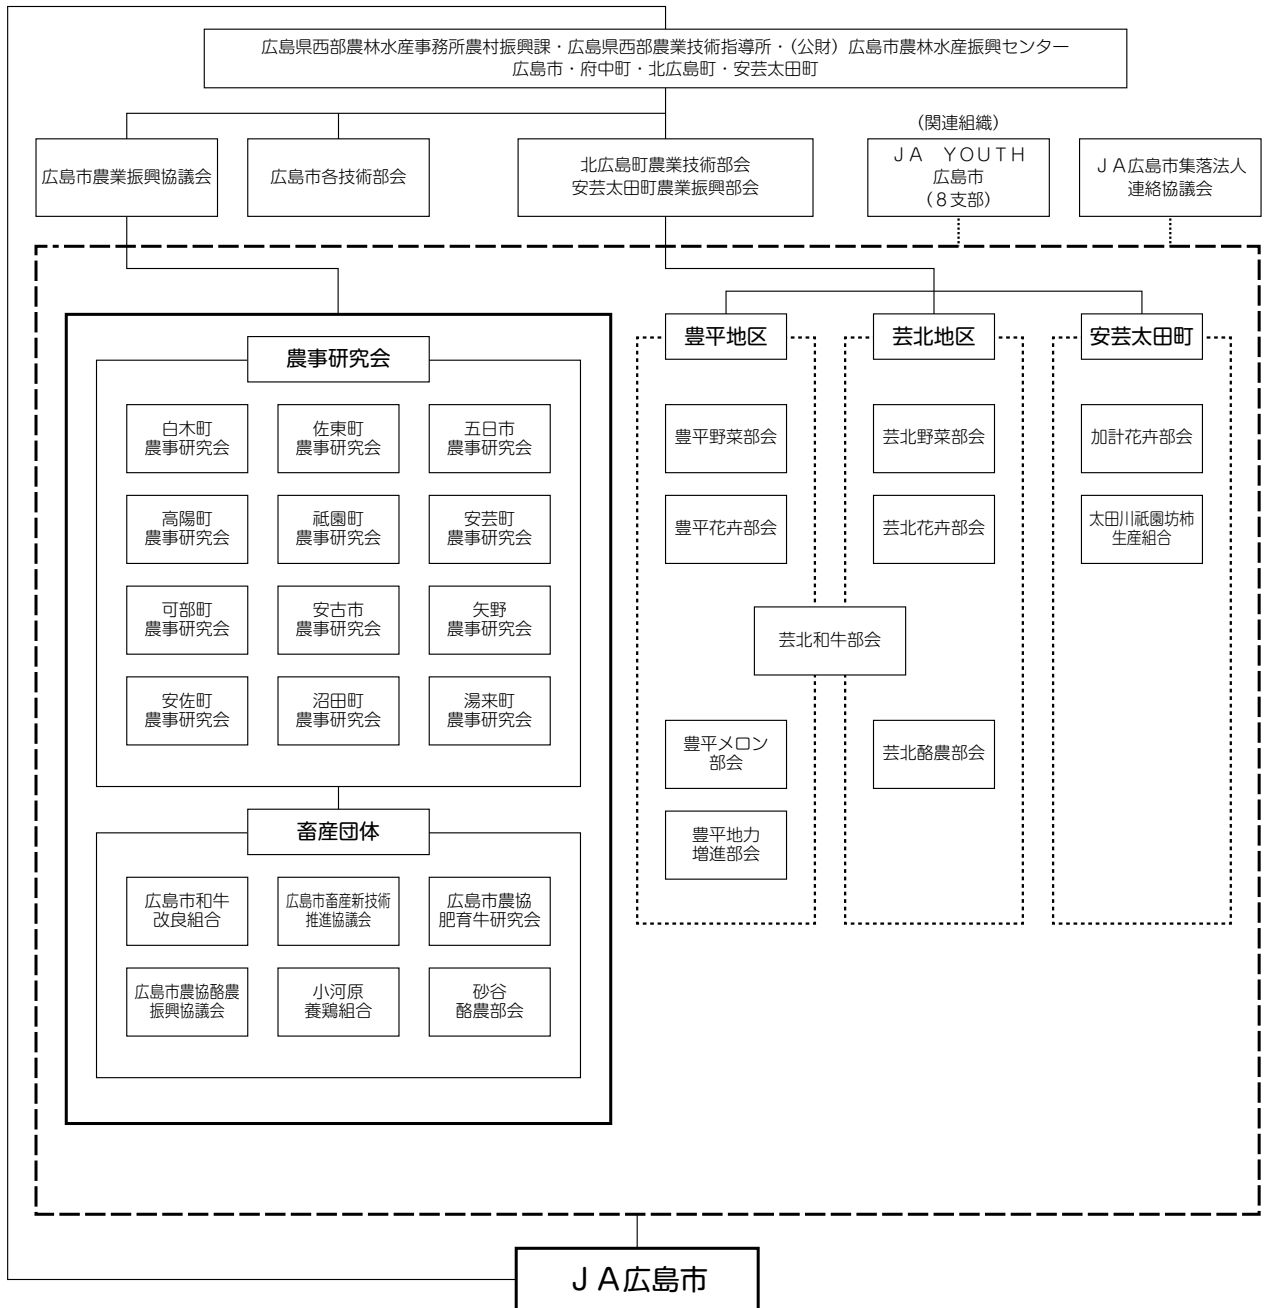 広島県西部農林水産事務所農村振興課・広島県西部農業技術指導所・（公財）広島市農林水産振興センター
広島市・府中町・北広島町・安芸太田町
広島市農業振興協議会
広島市各技術部会
北広島町農業技術部会
安芸太田町農業振興部会
（関連組織）
ＪＡ　ＹＯＵＴＨ
広島市
（８支部）
ＪＡ広島市集落法人
連絡協議会
農事研究会
白木町
農事研究会
佐東町
農事研究会
五日市
農事研究会
高陽町
農事研究会
祗園町
農事研究会
安芸町
農事研究会
可部町
農事研究会
安古市
農事研究会
矢野
農事研究会
安佐町
農事研究会
沼田町
農事研究会
湯来町
農事研究会
畜産団体
広島市和牛
改良組合
広島市畜産新技術
推進協議会
広島市農協
肥育牛研究会
広島市農協酪農
振興協議会
小河原
養鶏組合
砂谷
酪農部会
豊平地区
豊平野菜部会
豊平花卉部会
芸北和牛部会
豊平メロン
部会
豊平地力
増進部会
芸北地区
芸北野菜部会
芸北花卉部会
芸北酪農部会
安芸太田町
加計花卉部会
太田川祇園坊柿
生産組合
ＪＡ広島市